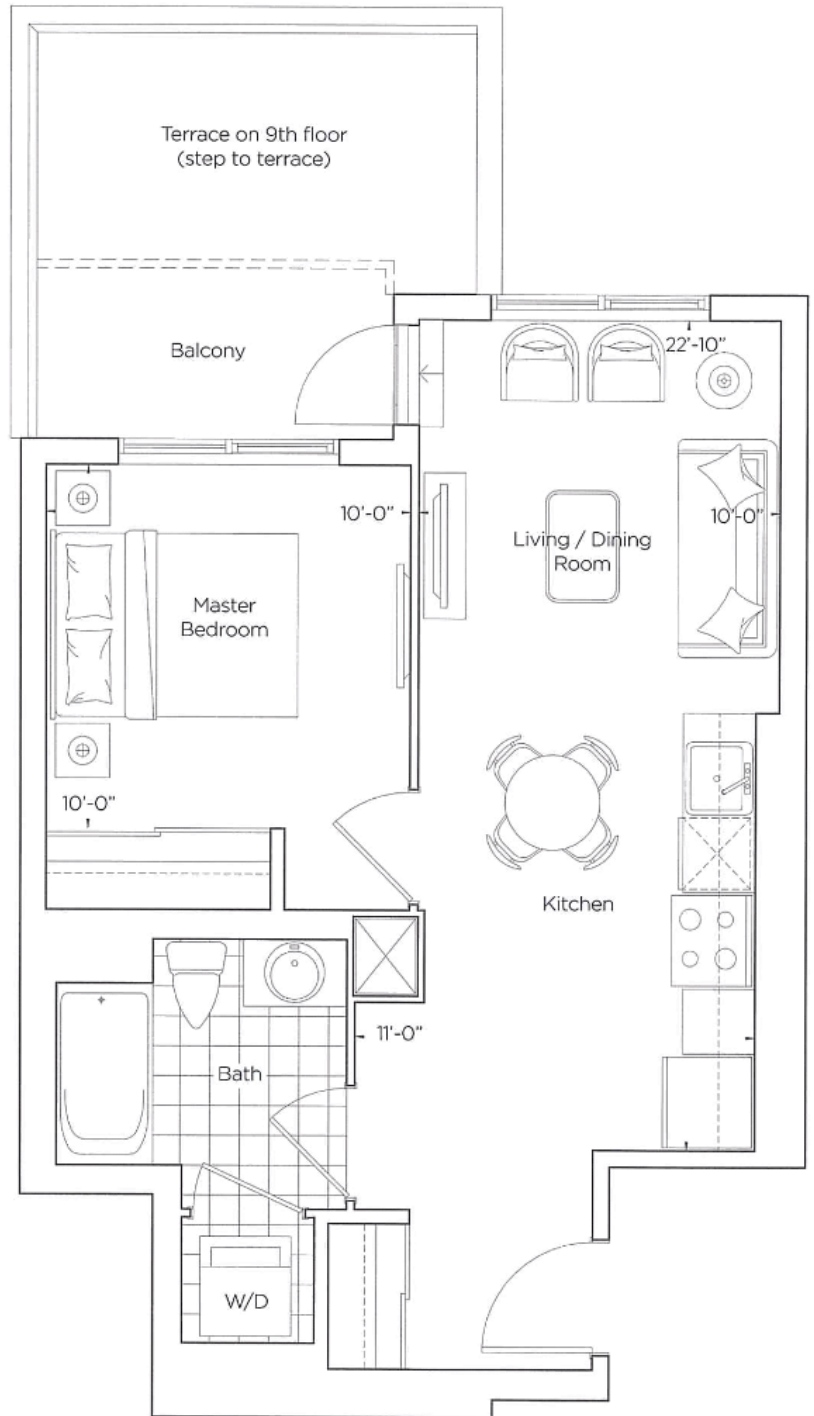 Terrace on 9th floor
(step to terrace)
Balcony
22'-10"
10'-0"
Living / Dining
Room
10'-0"
Master
Bedroom
10'-0"
Kitchen
11'-0"
Bath
W/D